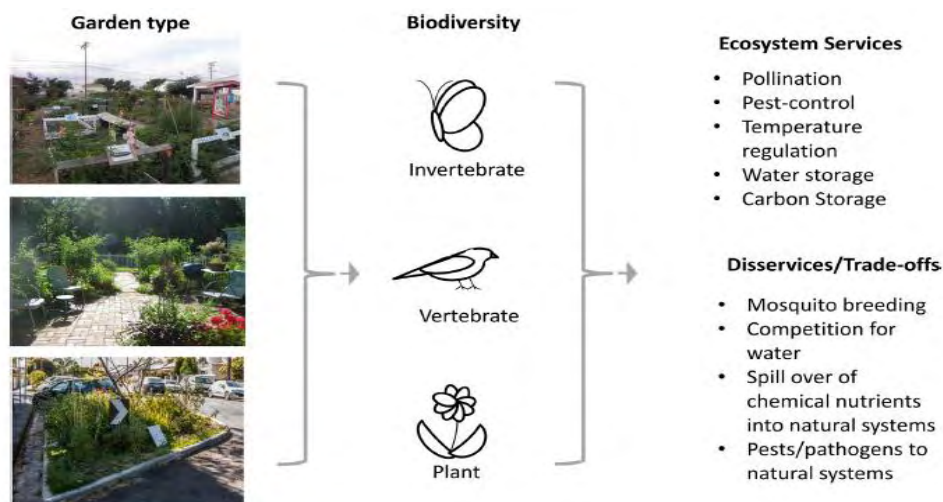 Garden type
Biodiversity
Invertebrate
Vertebrate
Plant
Ecosystem Services
• Pollination
• Pest-control
• Temperature
regulation
• Water storage
• Carbon Storage
Disservices/Trade-offs
• Mosquito breeding
• Competition for
water
• Spill over of
chemical nutrients
into natural systems
• Pests/pathogens to
natural systems